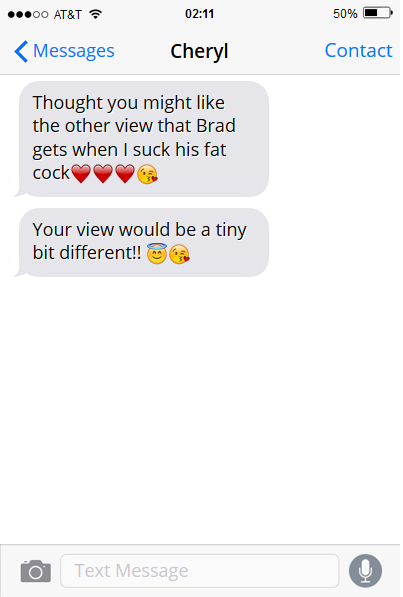 AT&T 02:11 50%
Messages Cheryl Contact
Thought you might like
the other view that Brad
gets when I suck his fat
cock❤️❤️❤️😘
Your view would be a tiny
bit different!! 😇😘
Text Message